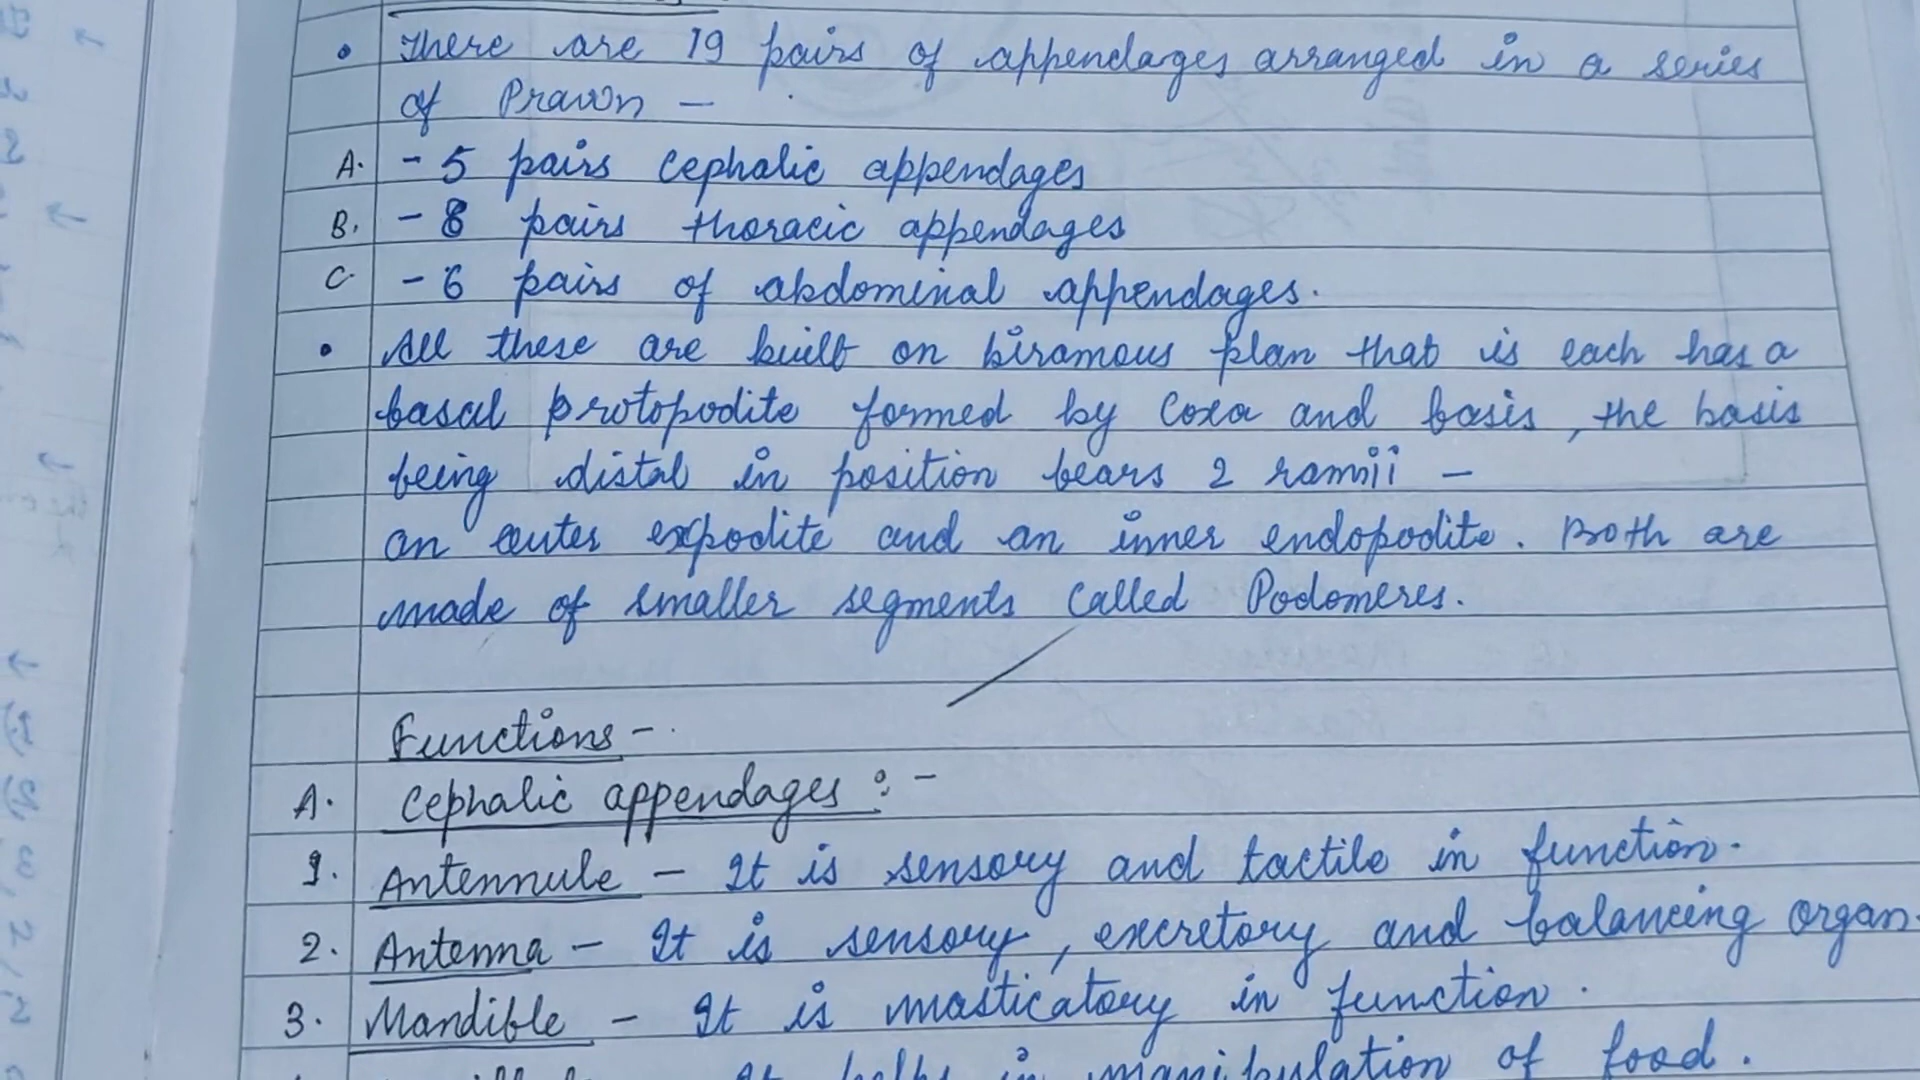 • There are 19 pairs of appendages arranged in a series
of Prawn –
A. - 5 pairs cephalic appendages
B. - 8 pairs thoracic appendages
C - 6 pairs of abdominal appendages.
• All these are built on biramous plan that is each has a
basal protopodite formed by coxa and basis, the basis
being distal in position bears 2 ramii –
an outer expodite and an inner endopodite. Both are
made of smaller segments called Podomeres.
Functions -
A. Cephalic appendages : -
1. Antennule - It is sensory and tactile in function.
2. Antenna - It is sensory, excretory and balancing organ.
3. Mandible - It is masticatory in function.
It helps in manipulation of food.